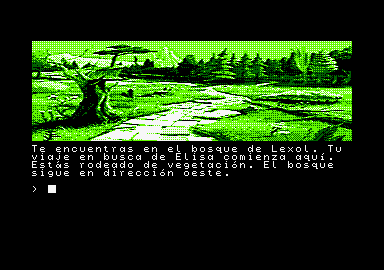 Te encuentras en el bosque de Lexol. Tu
viaje en busca de Elisa comienza aquí.
Estás rodeado de vegetación. El bosque
sigue en dirección oeste.
>